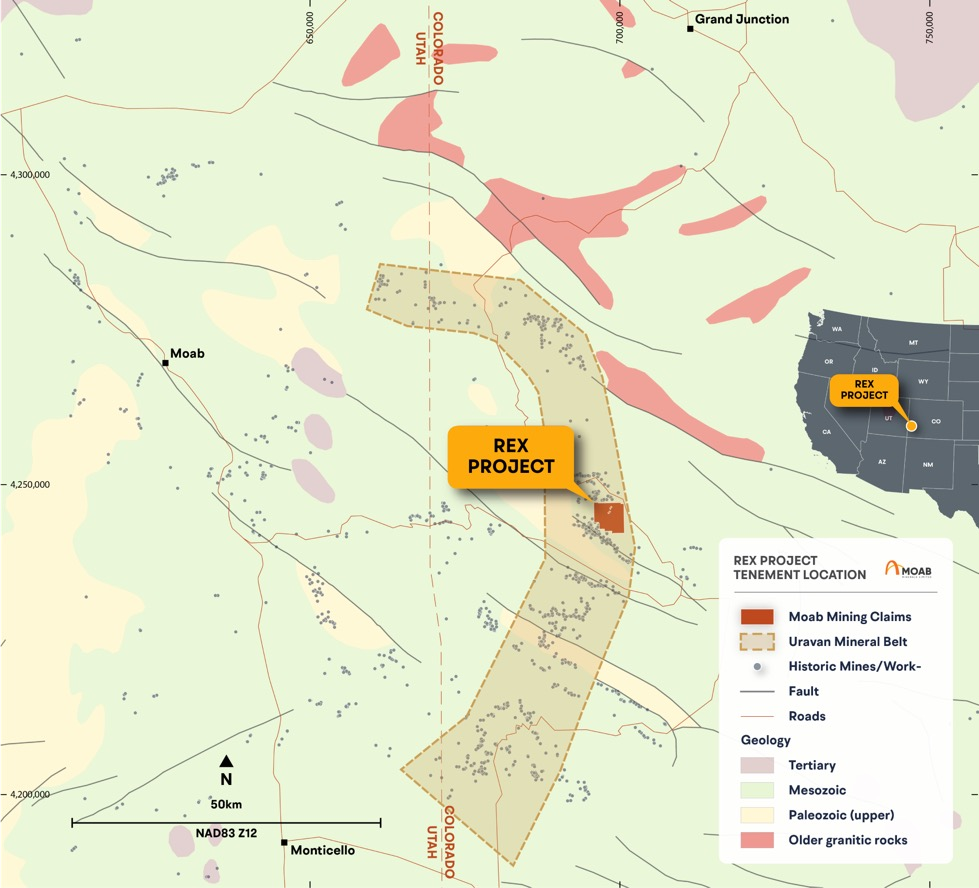 650,000
COLORADO
UTAH
700,000
Grand Junction
750,000
4,300,000
Moab
WA
MT
OR
ID
WY
REX
PROJECT
UT
CO
CA
AZ
NM
REX
PROJECT
4,250,000
REX PROJECT
TENEMENT LOCATION
MOAB
Moab Mining Claims
Uravan Mineral Belt
Historic Mines/Work-
Fault
Roads
Geology
Tertiary
Mesozoic
Paleozoic (upper)
Older granitic rocks
N
50km
NAD83 Z12
4,200,000
Monticello
COLORADO
UTAH